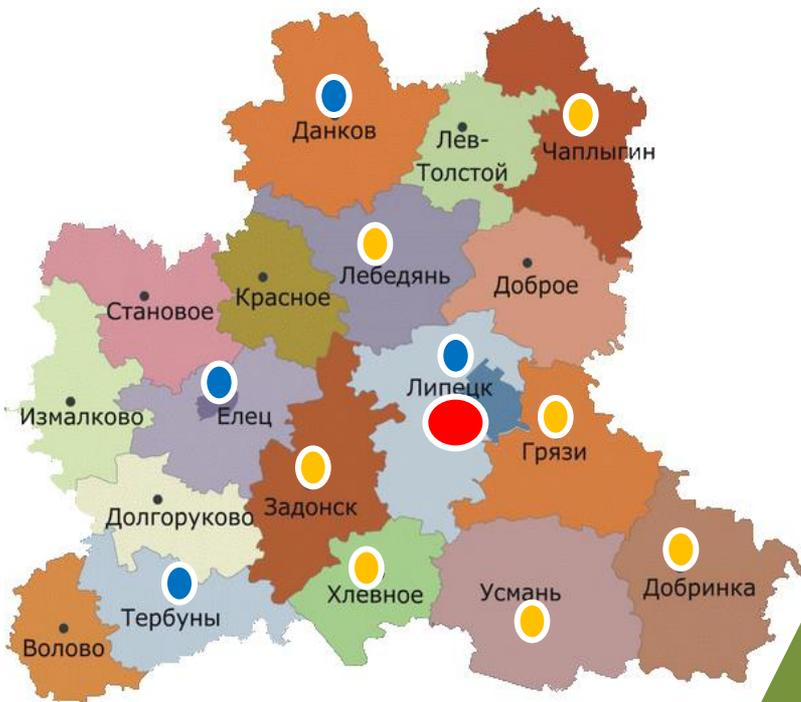 Данков
Лев-
Толстой
Чаплыгин
Лебедянь
Доброе
Красное
Становое
Липецк
Измалково
Елец
Грязи
Задонск
Долгоруково
Хлевное
Усмань
Добринка
Тербуны
Волово